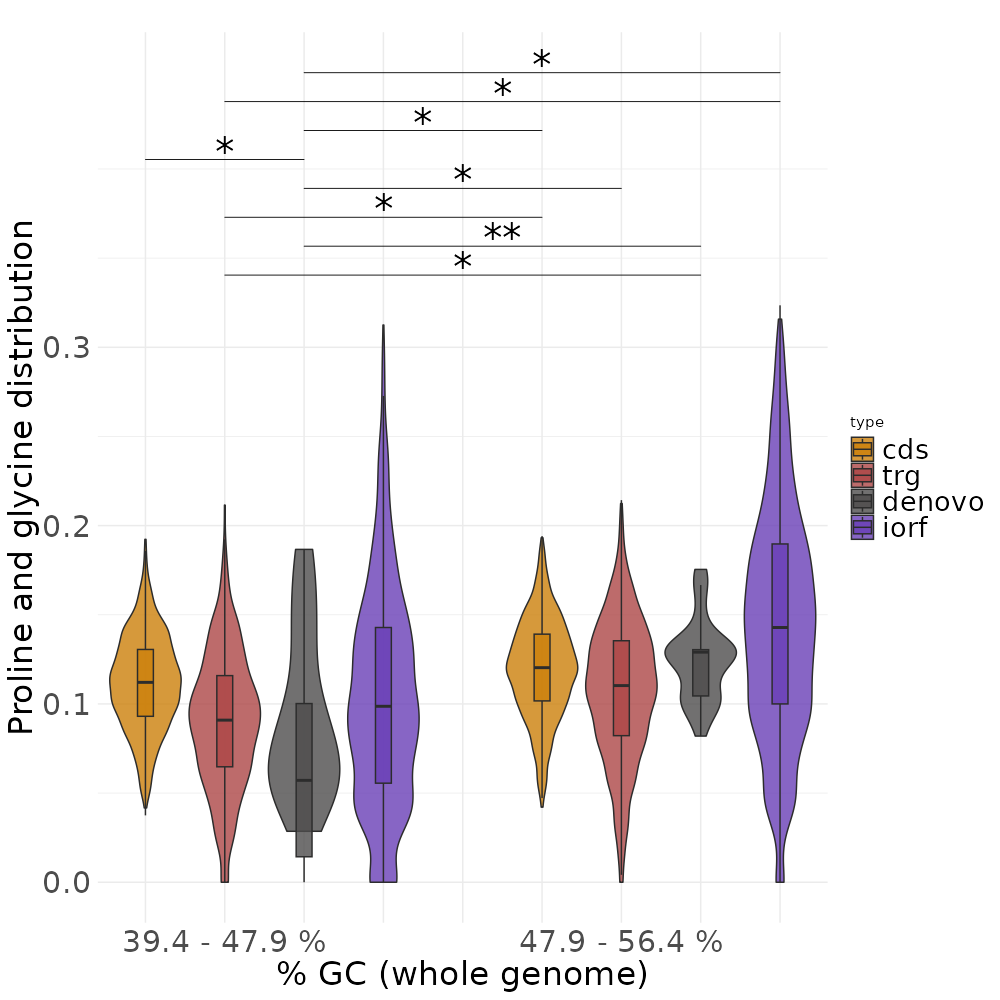 *
*
*
*
*
*
**
*
Proline and glycine distribution
0.3
0.2
0.1
0.0
39.4 - 47.9 %
47.9 - 56.4 %
% GC (whole genome)
type
cds
trg
denovo
iorf